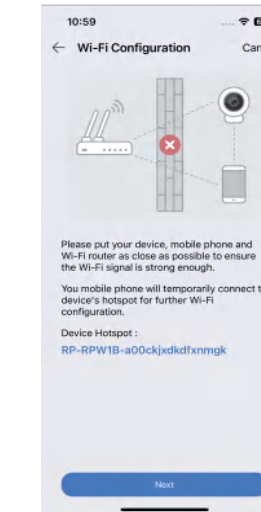 10:59
Wi-Fi Configuration Can
Please put your device, mobile phone and
Wi-Fi router as close as possible to ensure
the Wi-Fi signal is strong enough.
You mobile phone will temporarily connect t
device's hotspot for further Wi-Fi
configuration.
Device Hotspot :
RP-RPW1B-a00ckjxdkdfxnmgk
Next